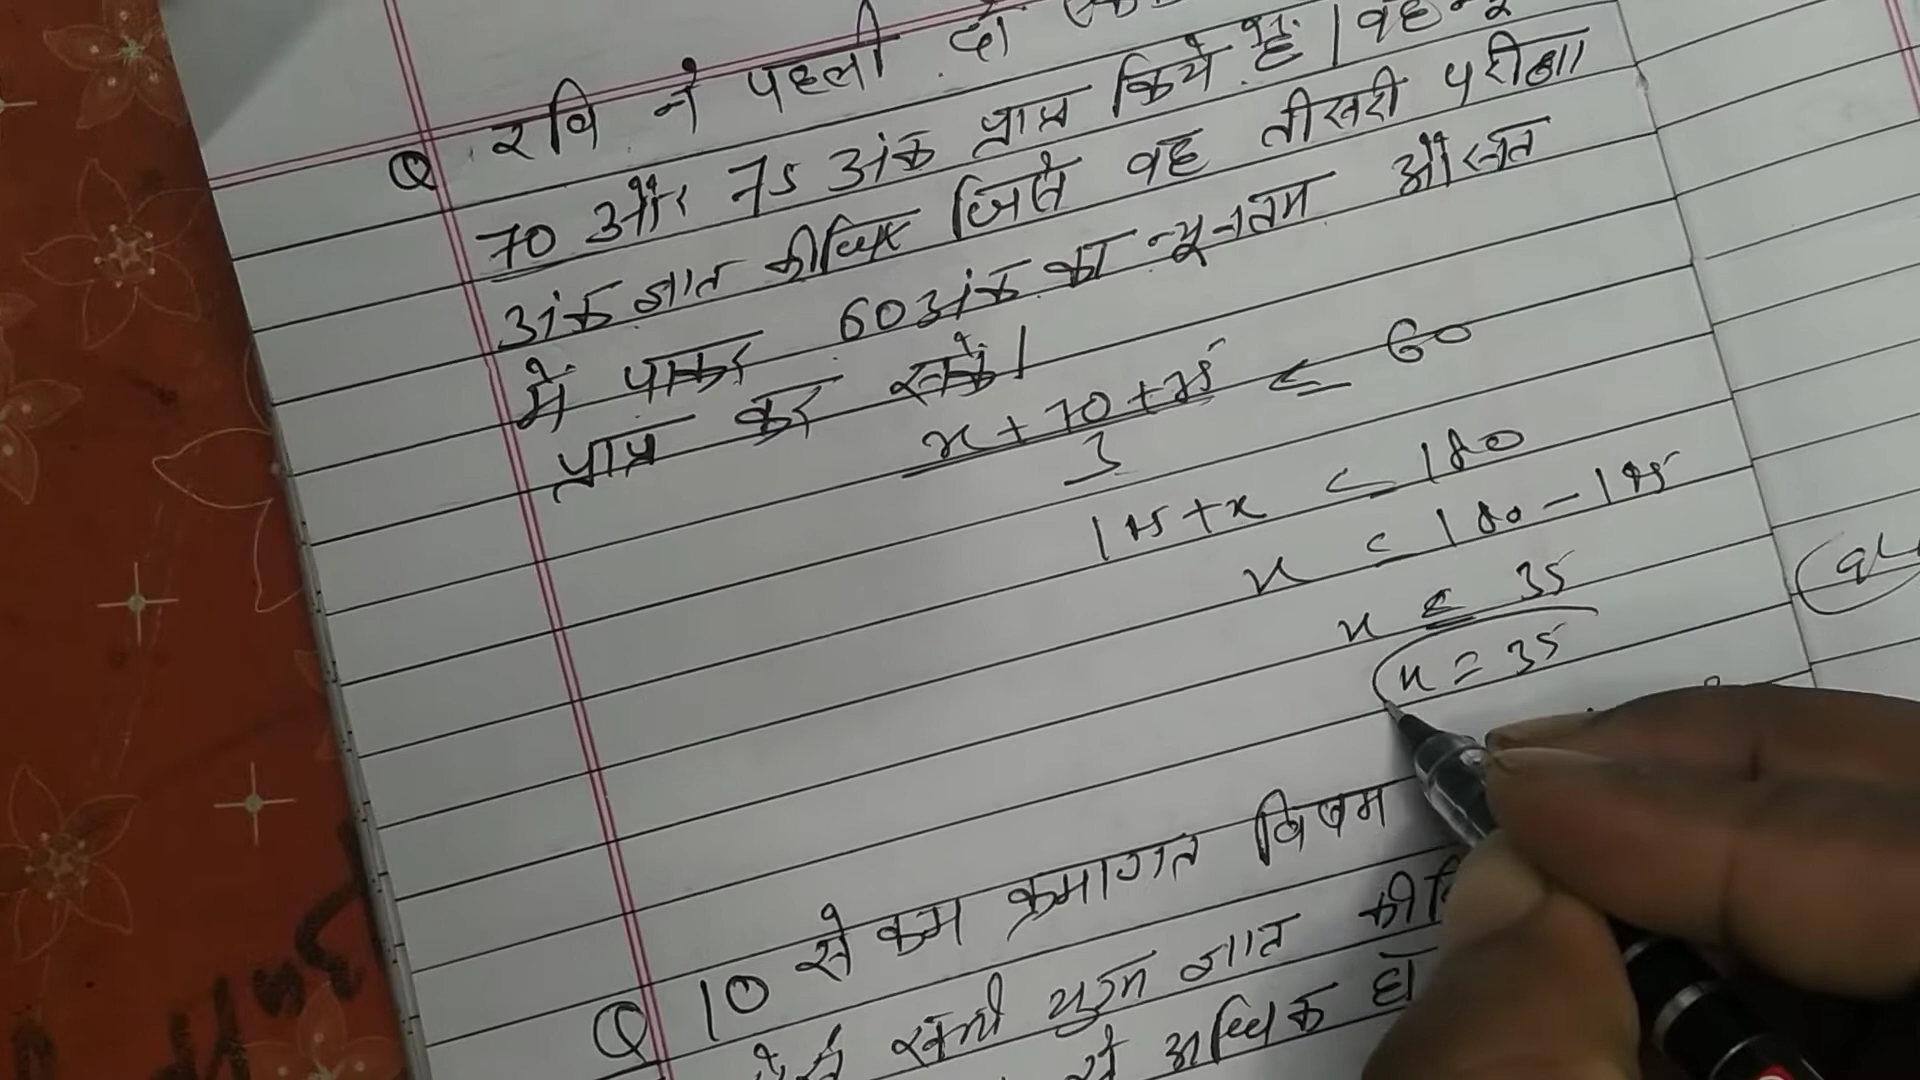 Q रवि ने पहली दो
70 और 75 अंक प्राप्त किये है। वह
अंक ज्ञात कीजिए जिसे वह तीसरी परीक्षा
में पाकर 60 अंक का न्यूनतम औसत
प्राप्त कर सके।
x + 70 + 75 ≤ 60
3
145 + x ≤ 180
x ≤ 180 - 145
x ≤ 35
x = 35
Q 10 से कम क्रमागत विषम
ऐसे सभी युग्म ज्ञात की
से अधिक हो